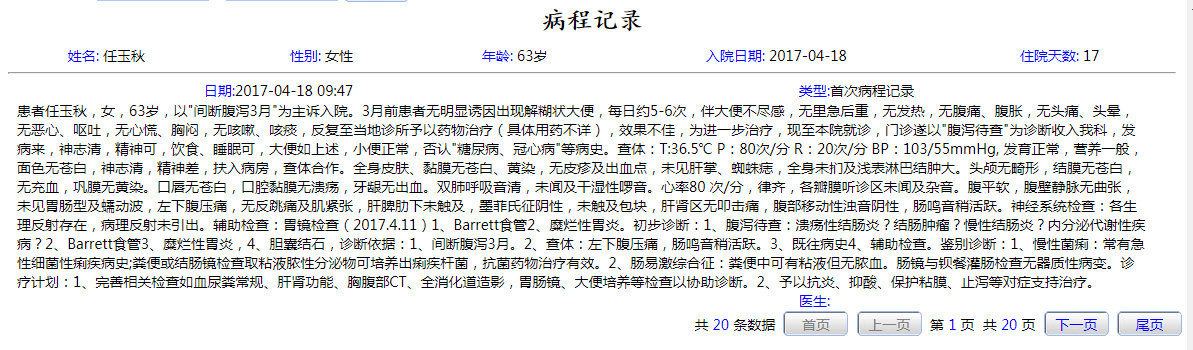 病程记录
姓名: 任玉秋 性别: 女性 年龄: 63岁 入院日期: 2017-04-18 住院天数: 17
日期:2017-04-18 09:47 类型:首次病程记录
患者任玉秋，女，63岁，以"间断腹泻3月"为主诉入院。3月前患者无明显诱因出现解糊状大便，每日约5-6次，伴大便不尽感，无里急后重，无发热，无腹痛、腹胀，无头痛、头晕，
无恶心、呕吐，无心慌、胸闷，无咳嗽、咳痰，反复至当地诊所予以药物治疗（具体用药不详），效果不佳，为进一步治疗，现至本院就诊，门诊遂以"腹泻待查"为诊断收入我科，发
病来，神志清，精神可，饮食、睡眠可，大便如上述，小便正常，否认"糖尿病、冠心病"等病史。查体：T:36.5℃ P：80次/分 R：20次/分 BP：103/55mmHg, 发育正常，营养一般，
面色无苍白，神志清，精神差，扶入病房，查体合作。全身皮肤、黏膜无苍白、黄染，无皮疹及出血点，未见肝掌、蜘蛛痣，全身未扪及浅表淋巴结肿大。头颅无畸形，结膜无苍白，
无充血，巩膜无黄染。口唇无苍白，口腔黏膜无溃疡，牙龈无出血。双肺呼吸音清，未闻及干湿性啰音。心率80 次/分，律齐，各瓣膜听诊区未闻及杂音。腹平软，腹壁静脉无曲张，
未见胃肠型及蠕动波，左下腹压痛，无反跳痛及肌紧张，肝脾肋下未触及，墨菲氏征阴性，未触及包块，肝肾区无叩击痛，腹部移动性浊音阴性，肠鸣音稍活跃。神经系统检查：各生
理反射存在，病理反射未引出。辅助检查：胃镜检查（2017.4.11）1、Barrett食管2、糜烂性胃炎。初步诊断：1、腹泻待查：溃疡性结肠炎？结肠肿瘤？慢性结肠炎？内分泌代谢性疾
病？2、Barrett食管3、糜烂性胃炎，4、胆囊结石，诊断依据：1、间断腹泻3月。2、查体：左下腹压痛，肠鸣音稍活跃。3、既往病史4、辅助检查。鉴别诊断：1、慢性菌痢：常有急
性细菌性痢疾病史;粪便或结肠镜检查取粘液脓性分泌物可培养出痢疾杆菌，抗菌药物治疗有效。2、肠易激综合征：粪便中可有粘液但无脓血。肠镜与钡餐灌肠检查无器质性病变。诊
疗计划：1、完善相关检查如血尿粪常规、肝肾功能、胸腹部CT、全消化道造影，胃肠镜、大便培养等检查以协助诊断。2、予以抗炎、抑酸、保护粘膜、止泻等对症支持治疗。
医生:
共 20 条数据 首页 上一页 第 1 页 共 20 页 下一页 尾页